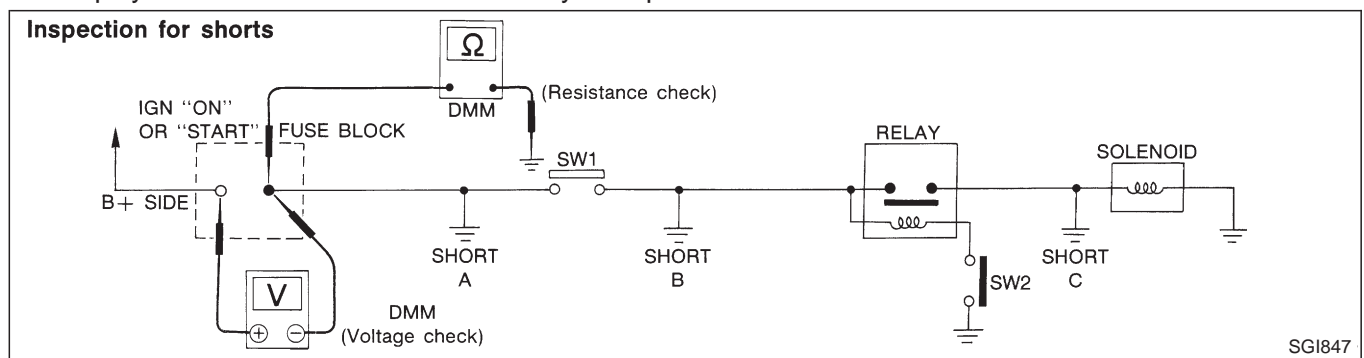 Inspection for shorts
Ω
DMM
(Resistance check)
IGN "ON"
OR "START"
FUSE BLOCK
B+ SIDE
SW1
RELAY
SOLENOID
SHORT
A
SHORT
B
SHORT
C
SW2
V
+ −
DMM
(Voltage check)
SGI847